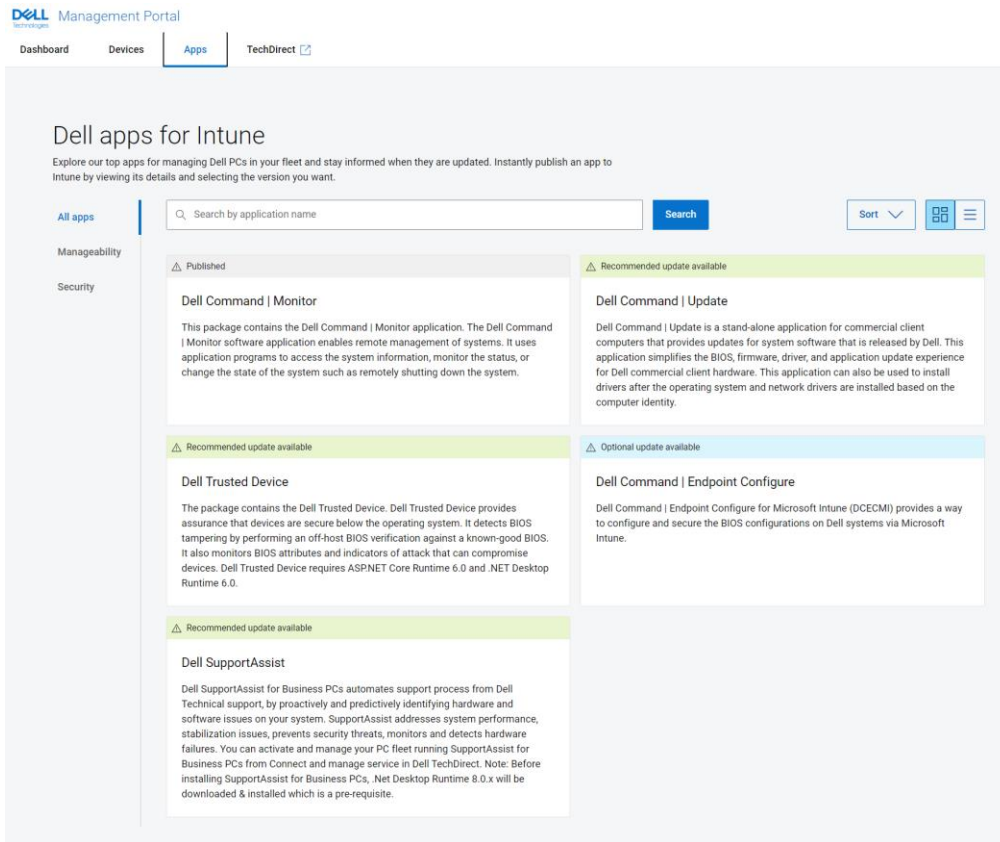 DELL Technologies Management Portal
Dashboard Devices Apps TechDirect
Dell apps for Intune
Explore our top apps for managing Dell PCs in your fleet and stay informed when they are updated. Instantly publish an app to
Intune by viewing its details and selecting the version you want.
All apps
Manageability
Security
Search by application name
Search
Sort
Published
Dell Command | Monitor
This package contains the Dell Command | Monitor application. The Dell Command
| Monitor software application enables remote management of systems. It uses
application programs to access the system information, monitor the status, or
change the state of the system such as remotely shutting down the system.
Recommended update available
Dell Command | Update
Dell Command | Update is a stand-alone application for commercial client
computers that provides updates for system software that is released by Dell. This
application simplifies the BIOS, firmware, driver, and application update experience
for Dell commercial client hardware. This application can also be used to install
drivers after the operating system and network drivers are installed based on the
computer identity.
Recommended update available
Dell Trusted Device
The package contains the Dell Trusted Device. Dell Trusted Device provides
assurance that devices are secure below the operating system. It detects BIOS
tampering by performing an off-host BIOS verification against a known-good BIOS.
It also monitors BIOS attributes and indicators of attack that can compromise
devices. Dell Trusted Device requires ASP.NET Core Runtime 6.0 and .NET Desktop
Runtime 6.0.
Optional update available
Dell Command | Endpoint Configure
Dell Command | Endpoint Configure for Microsoft Intune (DCECMI) provides a way
to configure and secure the BIOS configurations on Dell systems via Microsoft
Intune.
Recommended update available
Dell SupportAssist
Dell SupportAssist for Business PCs automates support process from Dell
Technical support, by proactively and predictively identifying hardware and
software issues on your system. SupportAssist addresses system performance,
stabilization issues, prevents security threats, monitors and detects hardware
failures. You can activate and manage your PC fleet running SupportAssist for
Business PCs from Connect and manage service in Dell TechDirect. Note: Before
installing SupportAssist for Business PCs, .Net Desktop Runtime 8.0.x will be
downloaded & installed which is a pre-requisite.